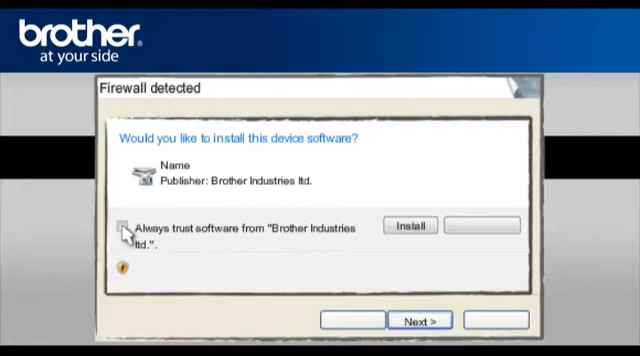 brother
at your side
Firewall detected
Would you like to install this device software?
Name
Publisher: Brother Industries ltd.
Always trust software from "Brother Industries
ltd.".
Install
Next >